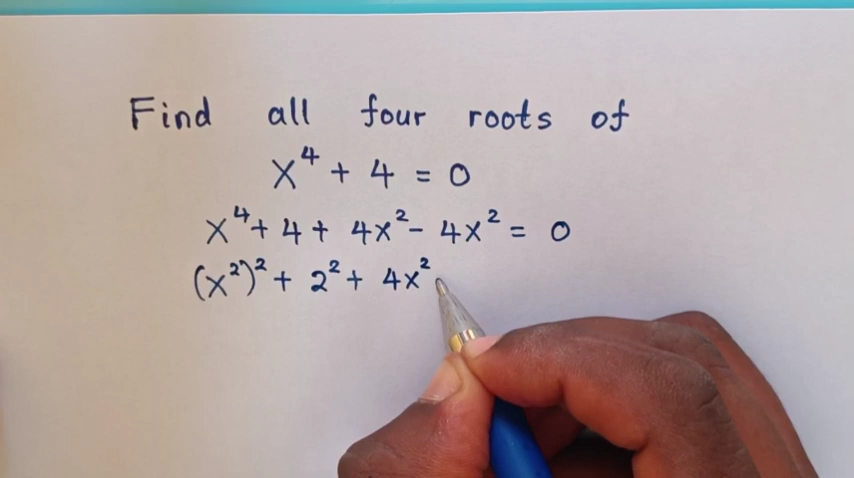 Find all four roots of
x⁴ + 4 = 0
x⁴ + 4 + 4x² - 4x² = 0
(x²)² + 2² + 4x²